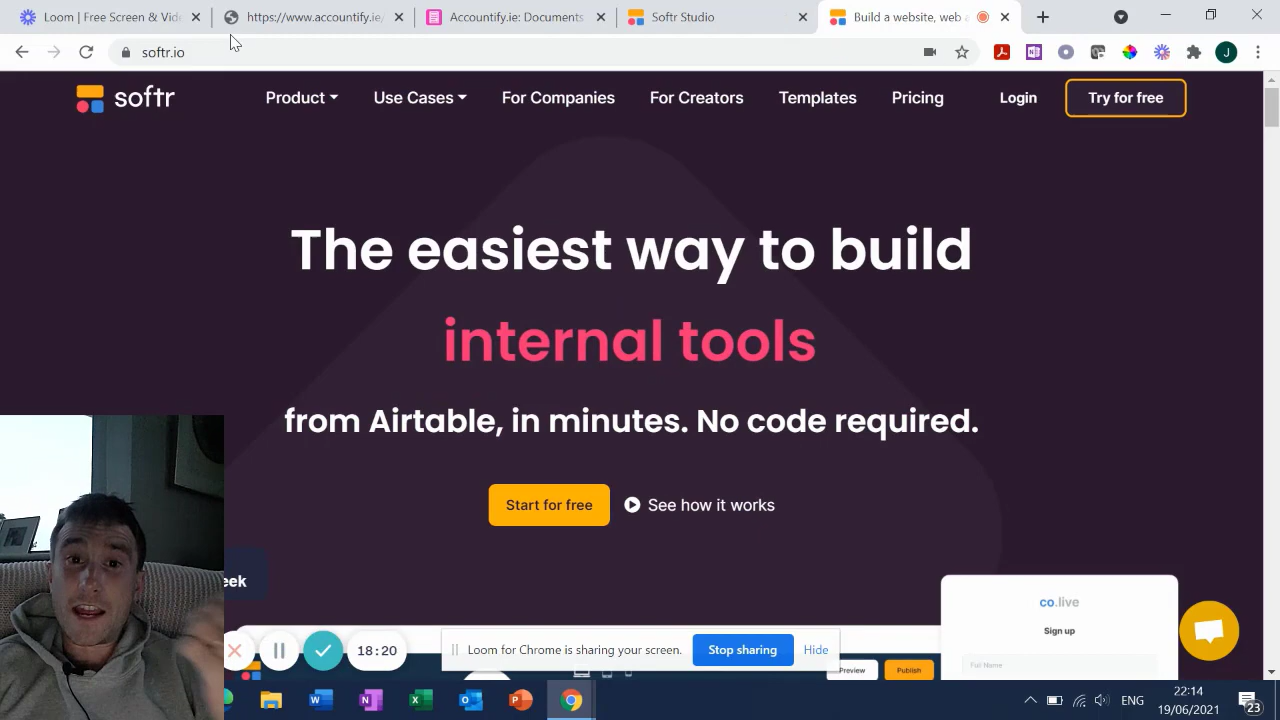 Loom | Free Screen & Vide
https://www.accountify.ie/
Accountify.ie: Documents
Softr Studio
Build a website, web a
softr.io
J
softr
Product
Use Cases
For Companies
For Creators
Templates
Pricing
Login
Try for free
The easiest way to build
internal tools
from Airtable, in minutes. No code required.
Start for free
See how it works
eek
co.live
Sign up
Full Name
18:20
Loom for Chrome is sharing your screen.
Stop sharing
Hide
Preview
Publish
ENG
22:14
19/06/2021
23